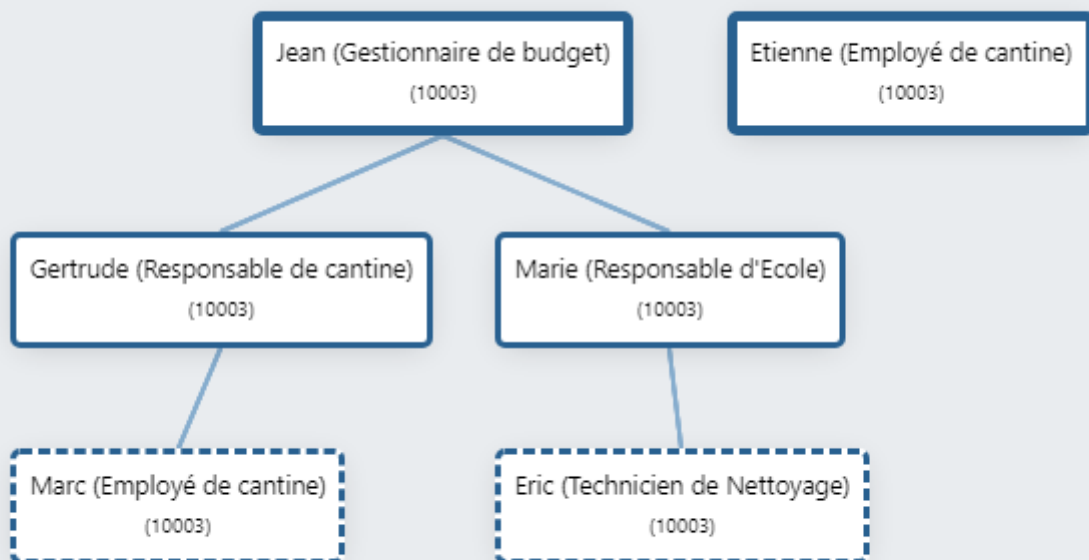 Jean (Gestionnaire de budget)
(10003)
Etienne (Employé de cantine)
(10003)
Gertrude (Responsable de cantine)
(10003)
Marie (Responsable d'Ecole)
(10003)
Marc (Employé de cantine)
(10003)
Eric (Technicien de Nettoyage)
(10003)